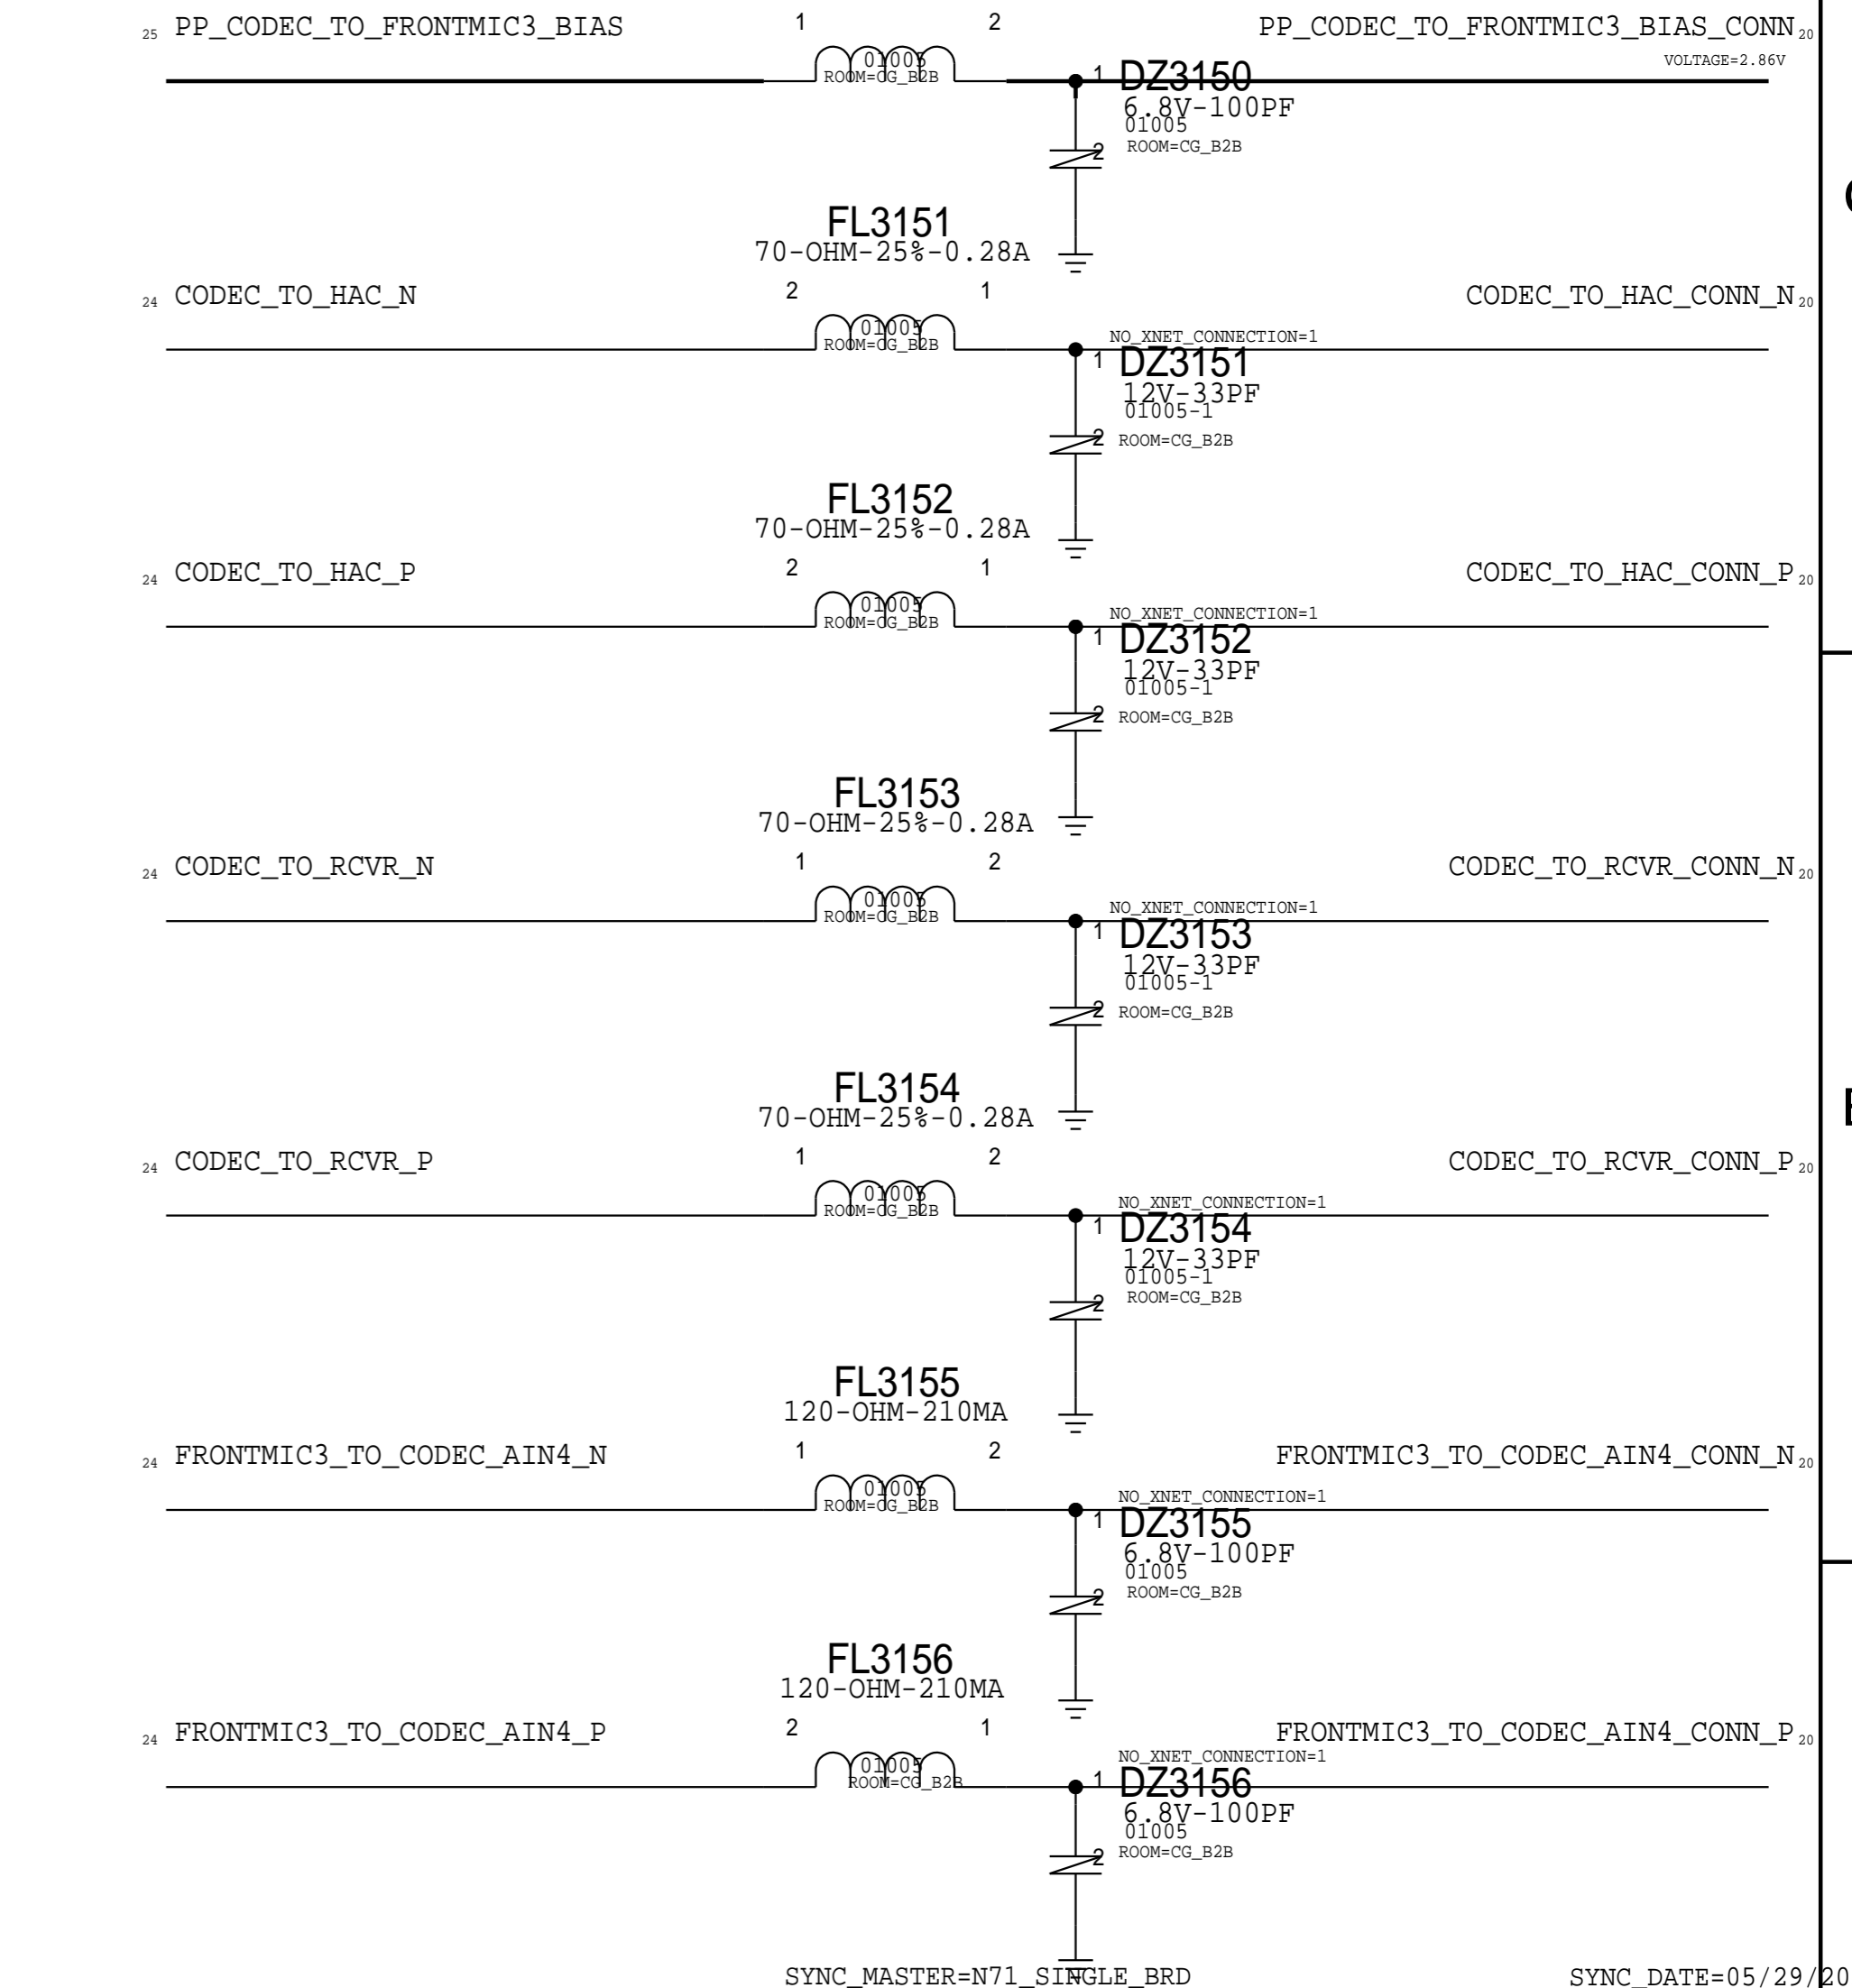 25 PP_CODEC_TO_FRONTMIC3_BIAS 1 2 PP_CODEC_TO_FRONTMIC3_BIAS_CONN 20
VOLTAGE=2.86V
01005
ROOM=CG_B2B
1 DZ3150
6.8V-100PF
01005
2 ROOM=CG_B2B
FL3151
70-OHM-25%-0.28A
24 CODEC_TO_HAC_N 2 1 CODEC_TO_HAC_CONN_N 20
01005
ROOM=CG_B2B
NO_XNET_CONNECTION=1
1 DZ3151
12V-33PF
01005-1
2 ROOM=CG_B2B
FL3152
70-OHM-25%-0.28A
24 CODEC_TO_HAC_P 2 1 CODEC_TO_HAC_CONN_P 20
01005
ROOM=CG_B2B
NO_XNET_CONNECTION=1
1 DZ3152
12V-33PF
01005-1
2 ROOM=CG_B2B
FL3153
70-OHM-25%-0.28A
24 CODEC_TO_RCVR_N 1 2 CODEC_TO_RCVR_CONN_N 20
01005
ROOM=CG_B2B
NO_XNET_CONNECTION=1
1 DZ3153
12V-33PF
01005-1
2 ROOM=CG_B2B
FL3154
70-OHM-25%-0.28A
24 CODEC_TO_RCVR_P 1 2 CODEC_TO_RCVR_CONN_P 20
01005
ROOM=CG_B2B
NO_XNET_CONNECTION=1
1 DZ3154
12V-33PF
01005-1
2 ROOM=CG_B2B
FL3155
120-OHM-210MA
24 FRONTMIC3_TO_CODEC_AIN4_N 1 2 FRONTMIC3_TO_CODEC_AIN4_CONN_N 20
01005
ROOM=CG_B2B
NO_XNET_CONNECTION=1
1 DZ3155
6.8V-100PF
01005
2 ROOM=CG_B2B
FL3156
120-OHM-210MA
24 FRONTMIC3_TO_CODEC_AIN4_P 2 1 FRONTMIC3_TO_CODEC_AIN4_CONN_P 20
01005
ROOM=CG_B2B
NO_XNET_CONNECTION=1
1 DZ3156
6.8V-100PF
01005
2 ROOM=CG_B2B
SYNC_MASTER=N71_SINGLE_BRD SYNC_DATE=05/29/20